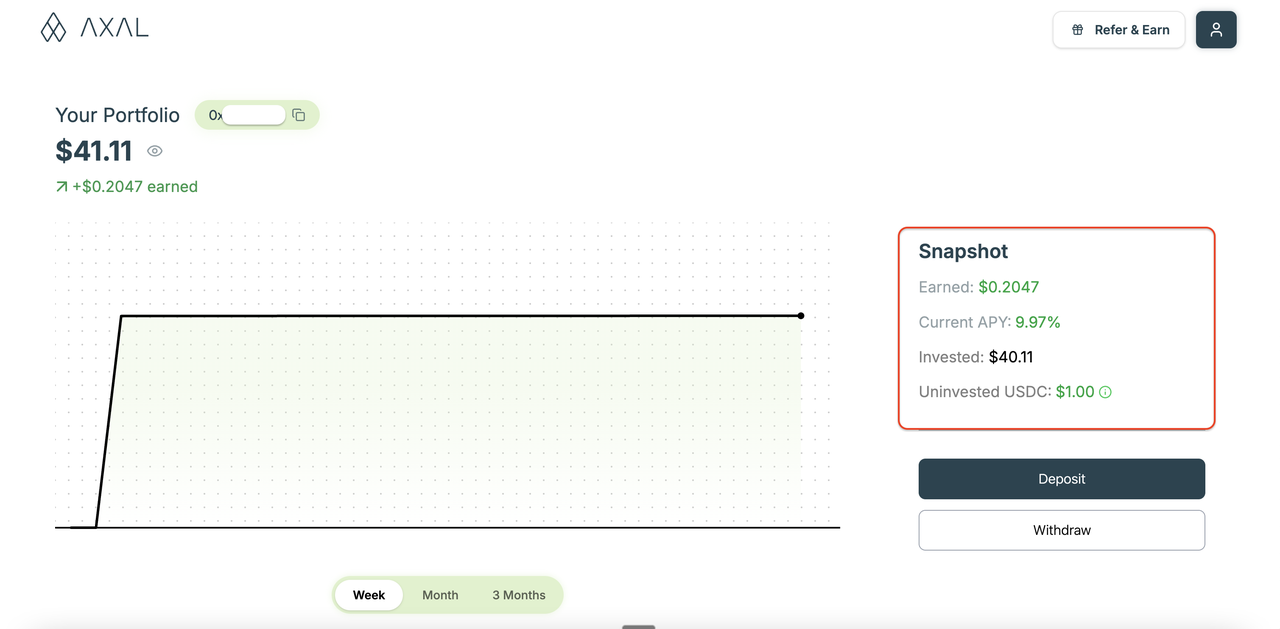 AXAL
Refer & Earn
Your Portfolio 0x
$41.11
+$0.2047 earned
Snapshot
Earned: $0.2047
Current APY: 9.97%
Invested: $40.11
Uninvested USDC: $1.00
Deposit
Withdraw
Week Month 3 Months